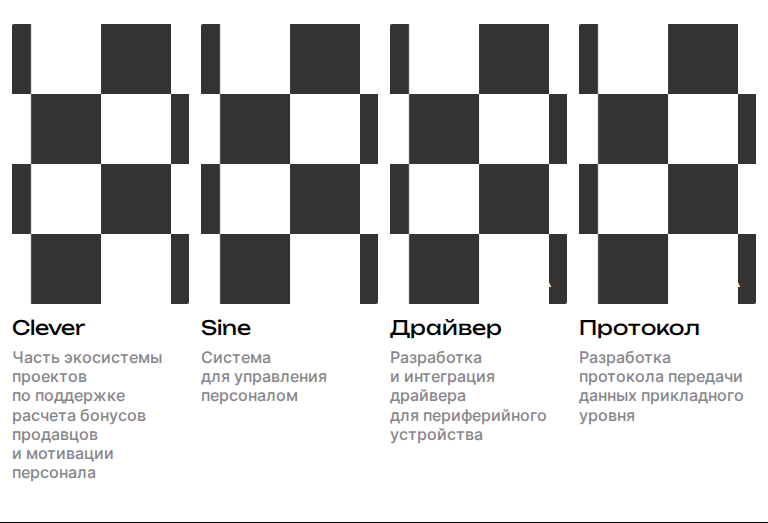 Clever
Часть экосистемы
проектов
по поддержке
расчета бонусов
продавцов
и мотивации
персонала
Sine
Система
для управления
персоналом
Драйвер
Разработка
и интеграция
драйвера
для периферийного
устройства
Протокол
Разработка
протокола передачи
данных прикладного
уровня